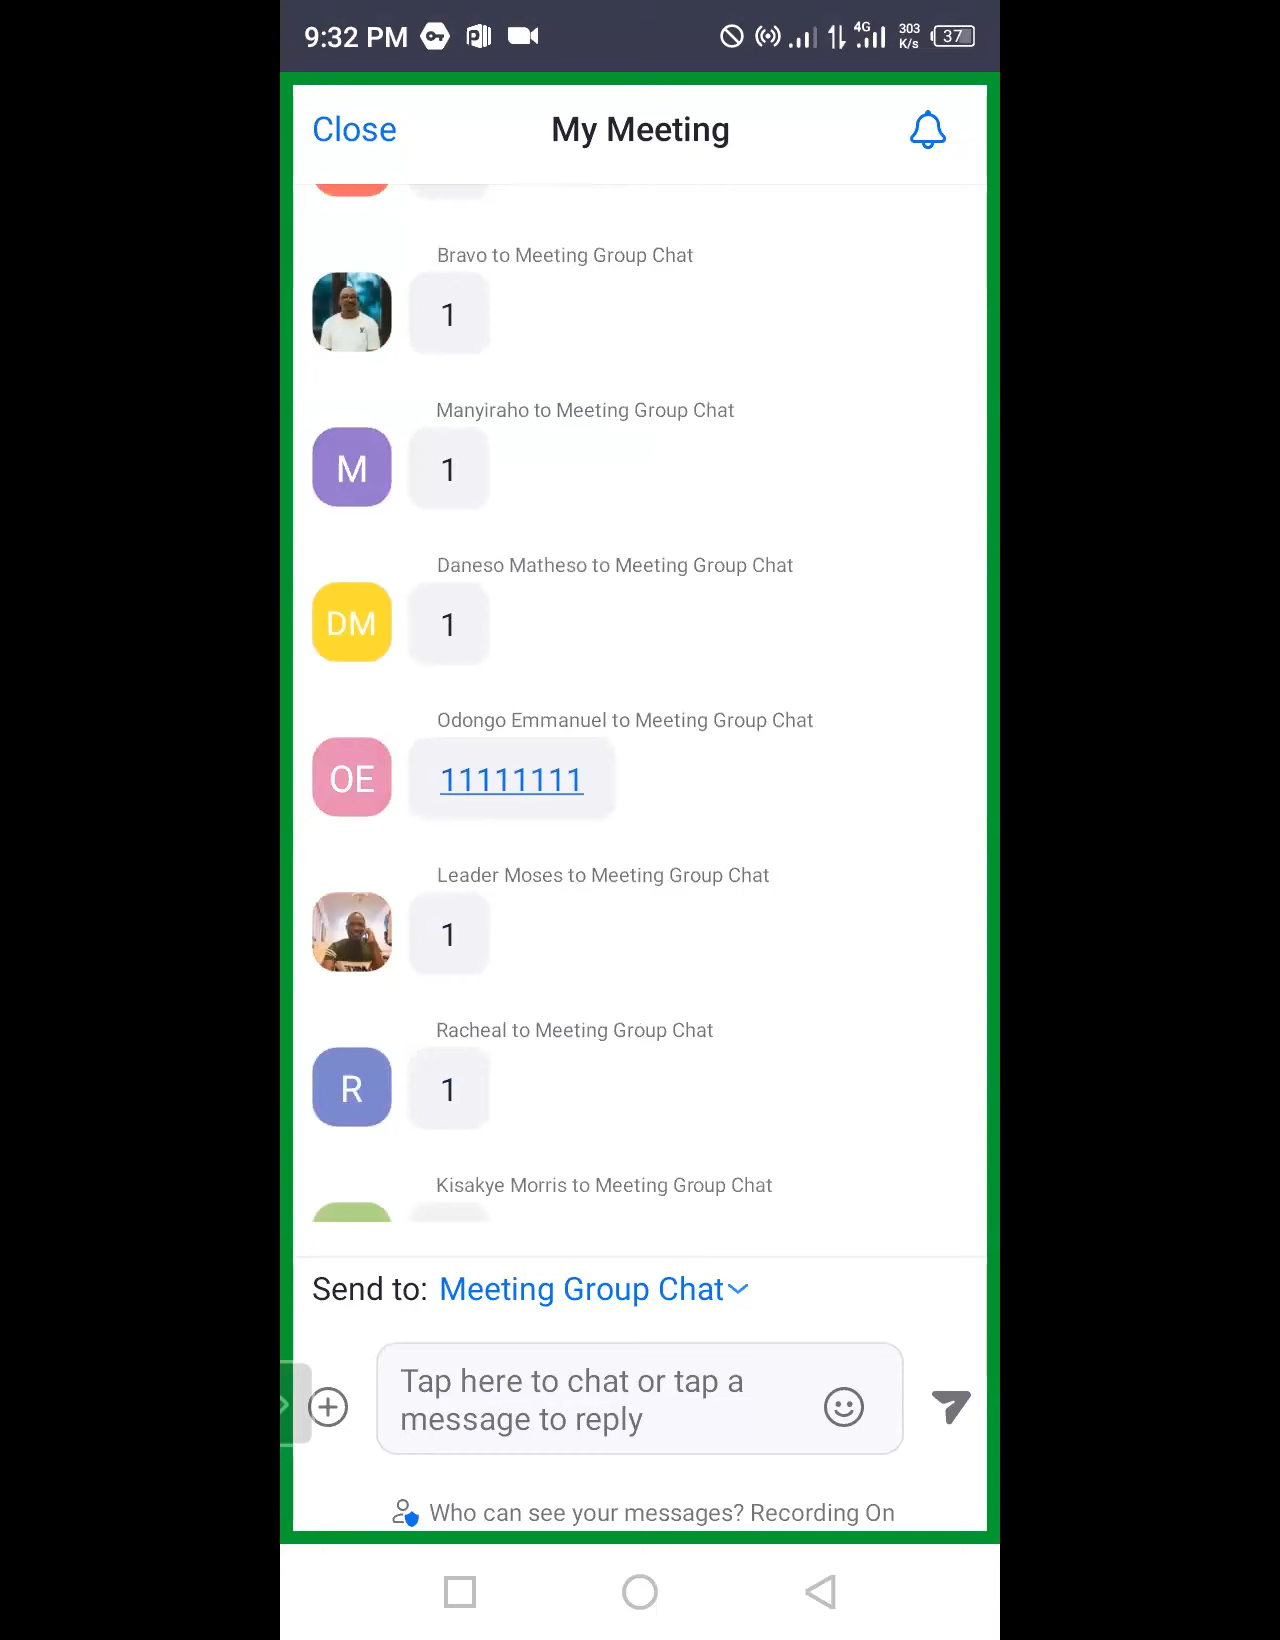 9:32 PM
4G
303
K/s
37
Close
My Meeting
Bravo to Meeting Group Chat
1
Manyiraho to Meeting Group Chat
M
1
Daneso Matheso to Meeting Group Chat
DM
1
Odongo Emmanuel to Meeting Group Chat
OE
11111111
Leader Moses to Meeting Group Chat
1
Racheal to Meeting Group Chat
R
1
Kisakye Morris to Meeting Group Chat
Send to: Meeting Group Chat
Tap here to chat or tap a
message to reply
Who can see your messages? Recording On